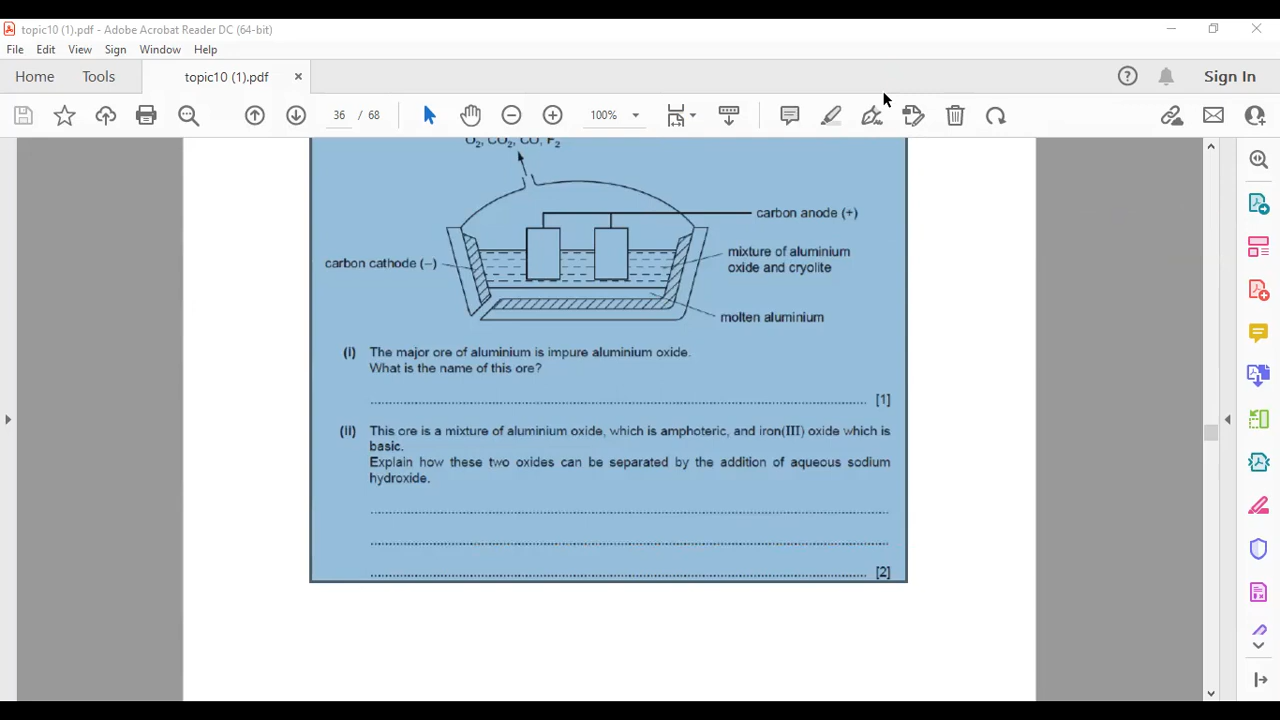 topic10 (1).pdf - Adobe Acrobat Reader DC (64-bit)
File Edit View Sign Window Help
Home Tools topic10 (1).pdf × Sign In
36 / 68 100%
O₂, CO₂, CO, F₂
carbon anode (+)
mixture of aluminium
oxide and cryolite
carbon cathode (–)
molten aluminium
(i) The major ore of aluminium is impure aluminium oxide.
What is the name of this ore?
[1]
(ii) This ore is a mixture of aluminium oxide, which is amphoteric, and iron(III) oxide which is
basic.
Explain how these two oxides can be separated by the addition of aqueous sodium
hydroxide.
[2]